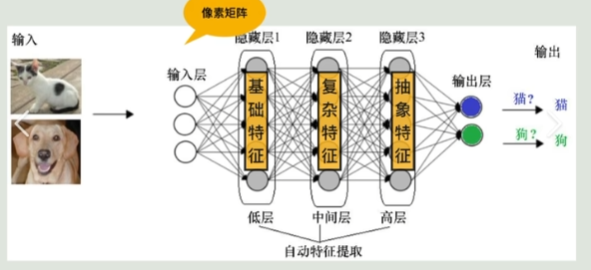 像素矩阵
输入
隐藏层1
隐藏层2
隐藏层3
输出
输入层
输出层
基础特征
复杂特征
抽象特征
猫?
猫
狗?
狗
低层
中间层
高层
自动特征提取